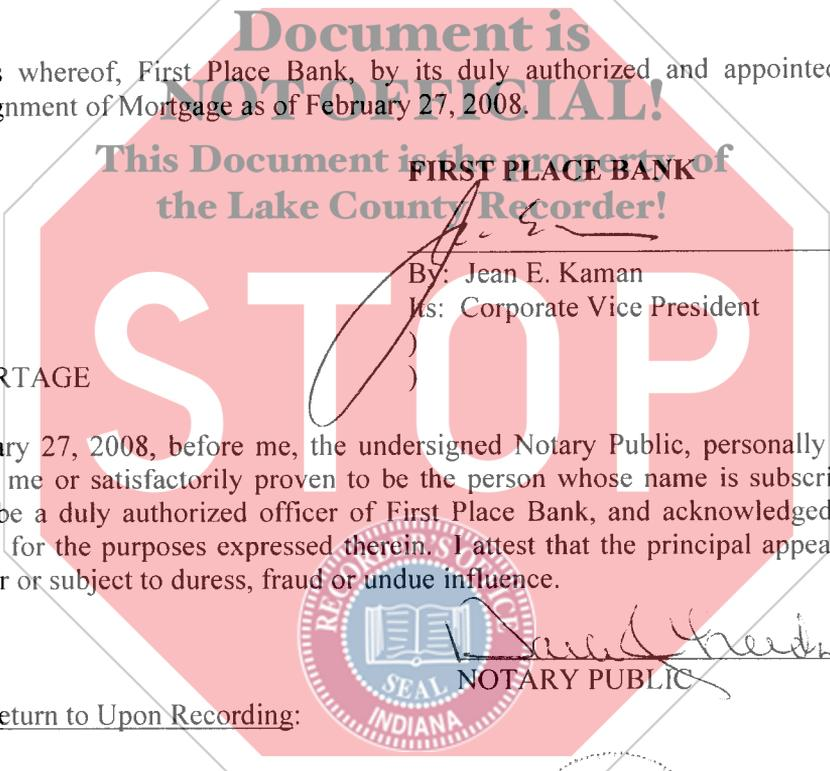 Document is
s whereof, First Place Bank, by its duly authorized and appointed
gnment of Mortgage as of February 27, 2008.
NOT OFFICIAL!
This Document is the property of
FIRST PLACE BANK
the Lake County Recorder!
By: Jean E. Kaman
Its: Corporate Vice President
)
RTAGE )
STOP
ary 27, 2008, before me, the undersigned Notary Public, personally
me or satisfactorily proven to be the person whose name is subscri
be a duly authorized officer of First Place Bank, and acknowledged
for the purposes expressed therein. I attest that the principal appea
r or subject to duress, fraud or undue influence.
RECORDER'S OFFICE
SEAL
INDIANA
NOTARY PUBLIC
eturn to Upon Recording: